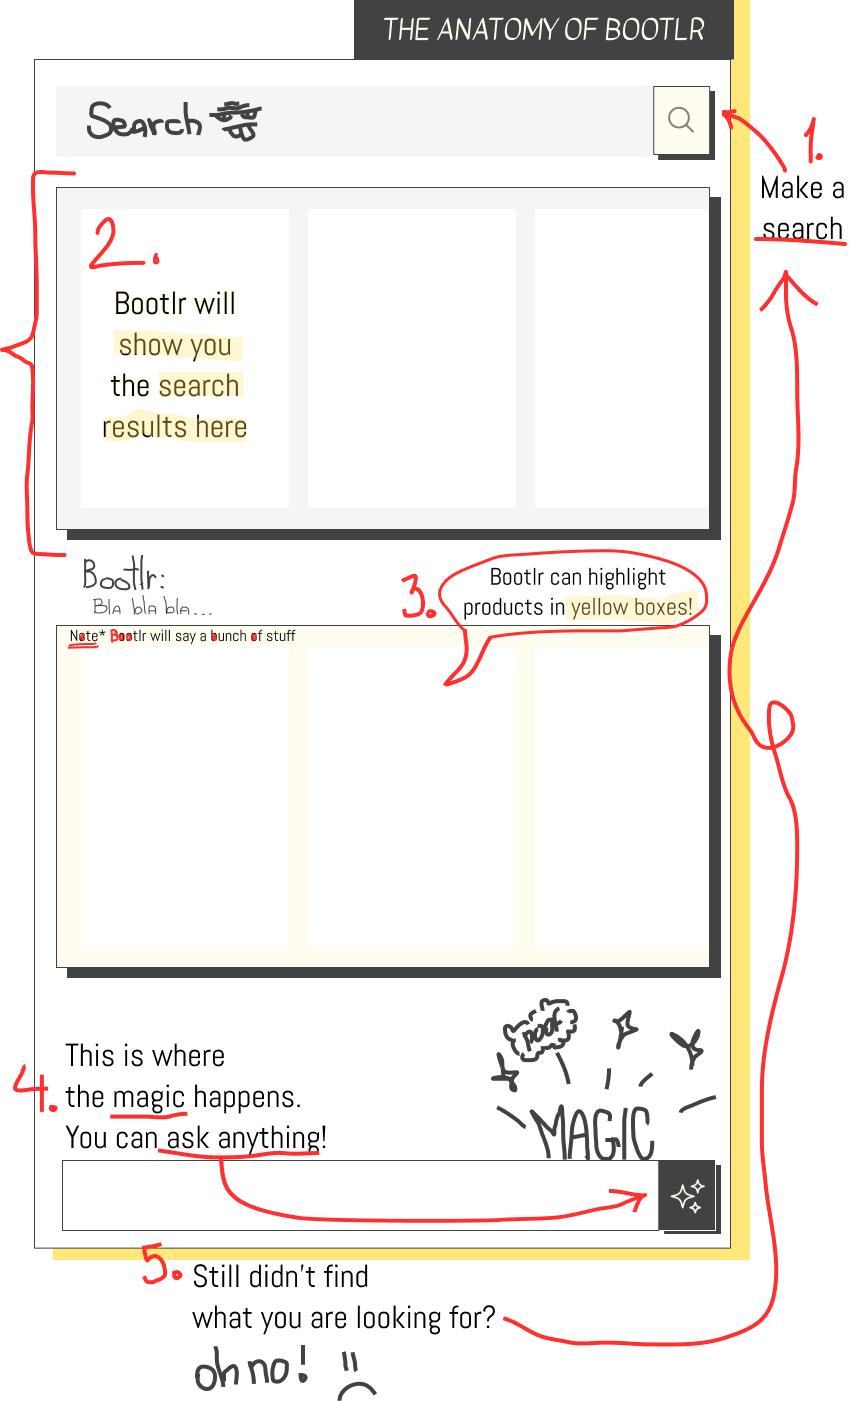 THE ANATOMY OF BOOTLR
Search
1.
Make a
search
2.
Bootlr will
show you
the search
results here
Bootlr:
Bla bla bla...
3.
Bootlr can highlight
products in yellow boxes!
Note* Bootlr will say a bunch of stuff
POOF
MAGIC
4.
This is where
the magic happens.
You can ask anything!
5.
Still didn't find
what you are looking for?
oh no!